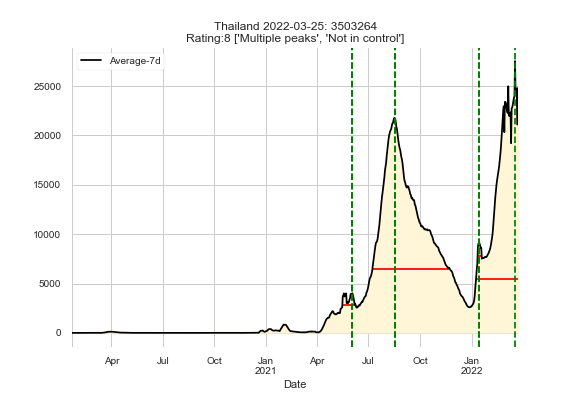 Thailand 2022-03-25: 3503264
Rating:8 ['Multiple peaks', 'Not in control']
Average-7d
25000
20000
15000
10000
5000
0
Apr Jul Oct Jan Apr Jul Oct Jan
2021 2022
Date